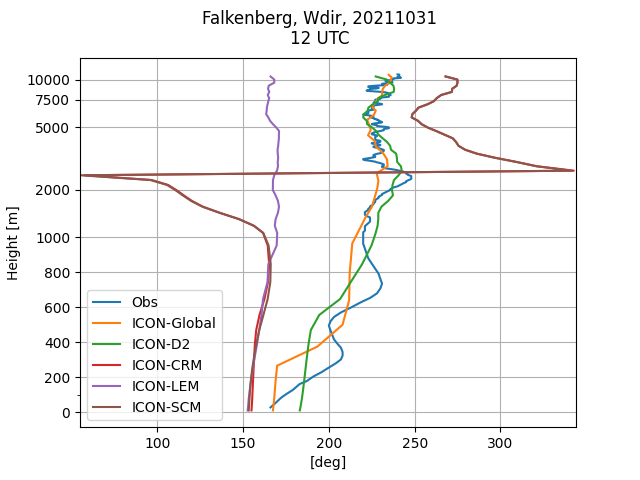 Falkenberg, Wdir, 20211031
12 UTC
Height [m]
10000
7500
5000
2000
1000
800
600
400
200
0
Obs
ICON-Global
ICON-D2
ICON-CRM
ICON-LEM
ICON-SCM
100 150 200 250 300
[deg]